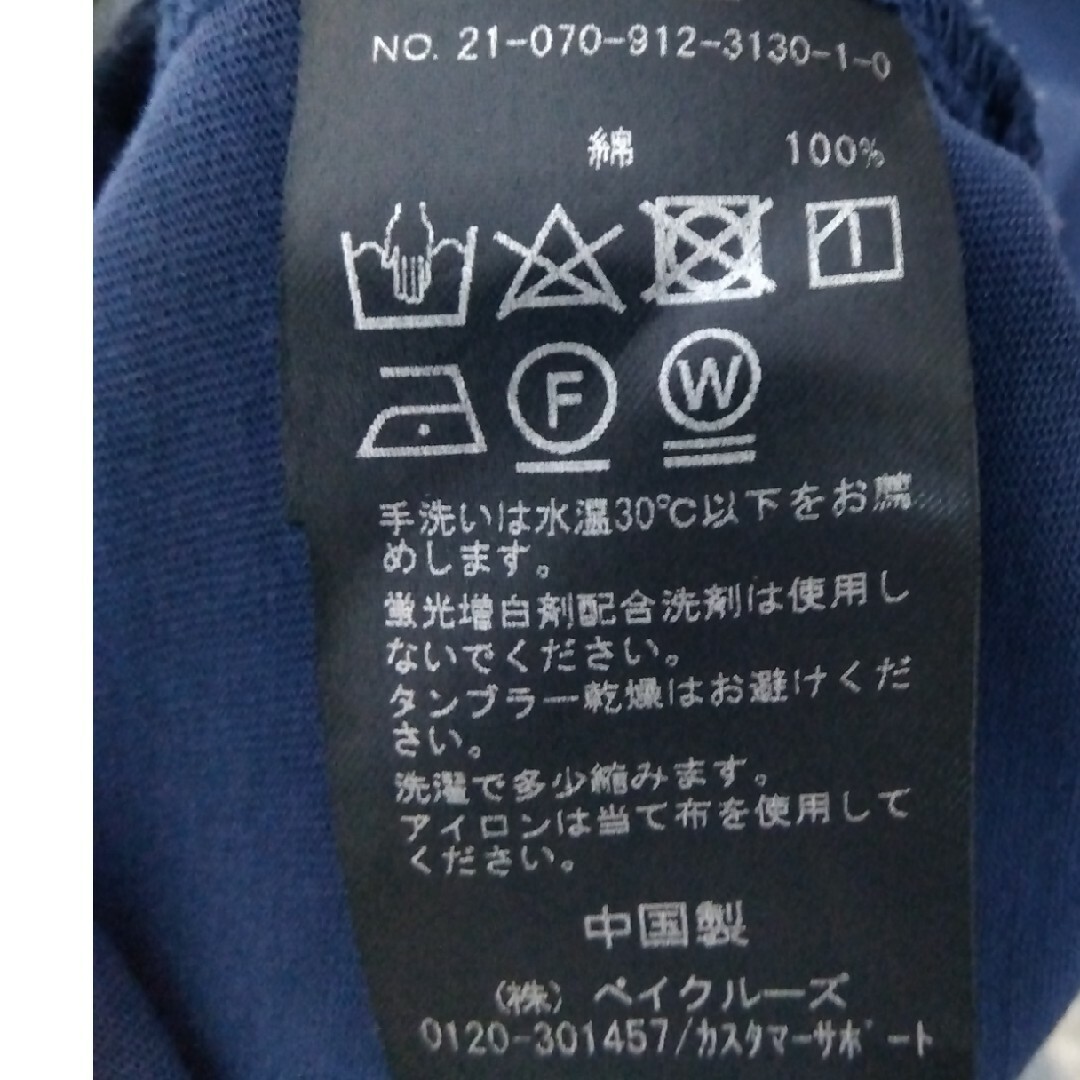 NO. 21-070-912-3130-1-0
綿 100%
F
W
手洗いは水温30℃以下をお薦
めします。
蛍光増白剤配合洗剤は使用し
ないでください。
タンブラー乾燥はお避けくだ
さい。
洗濯で多少縮みます。
アイロンは当て布を使用して
ください。
中国製
(株) ベイクルーズ
0120-301457/カスタマーサポート